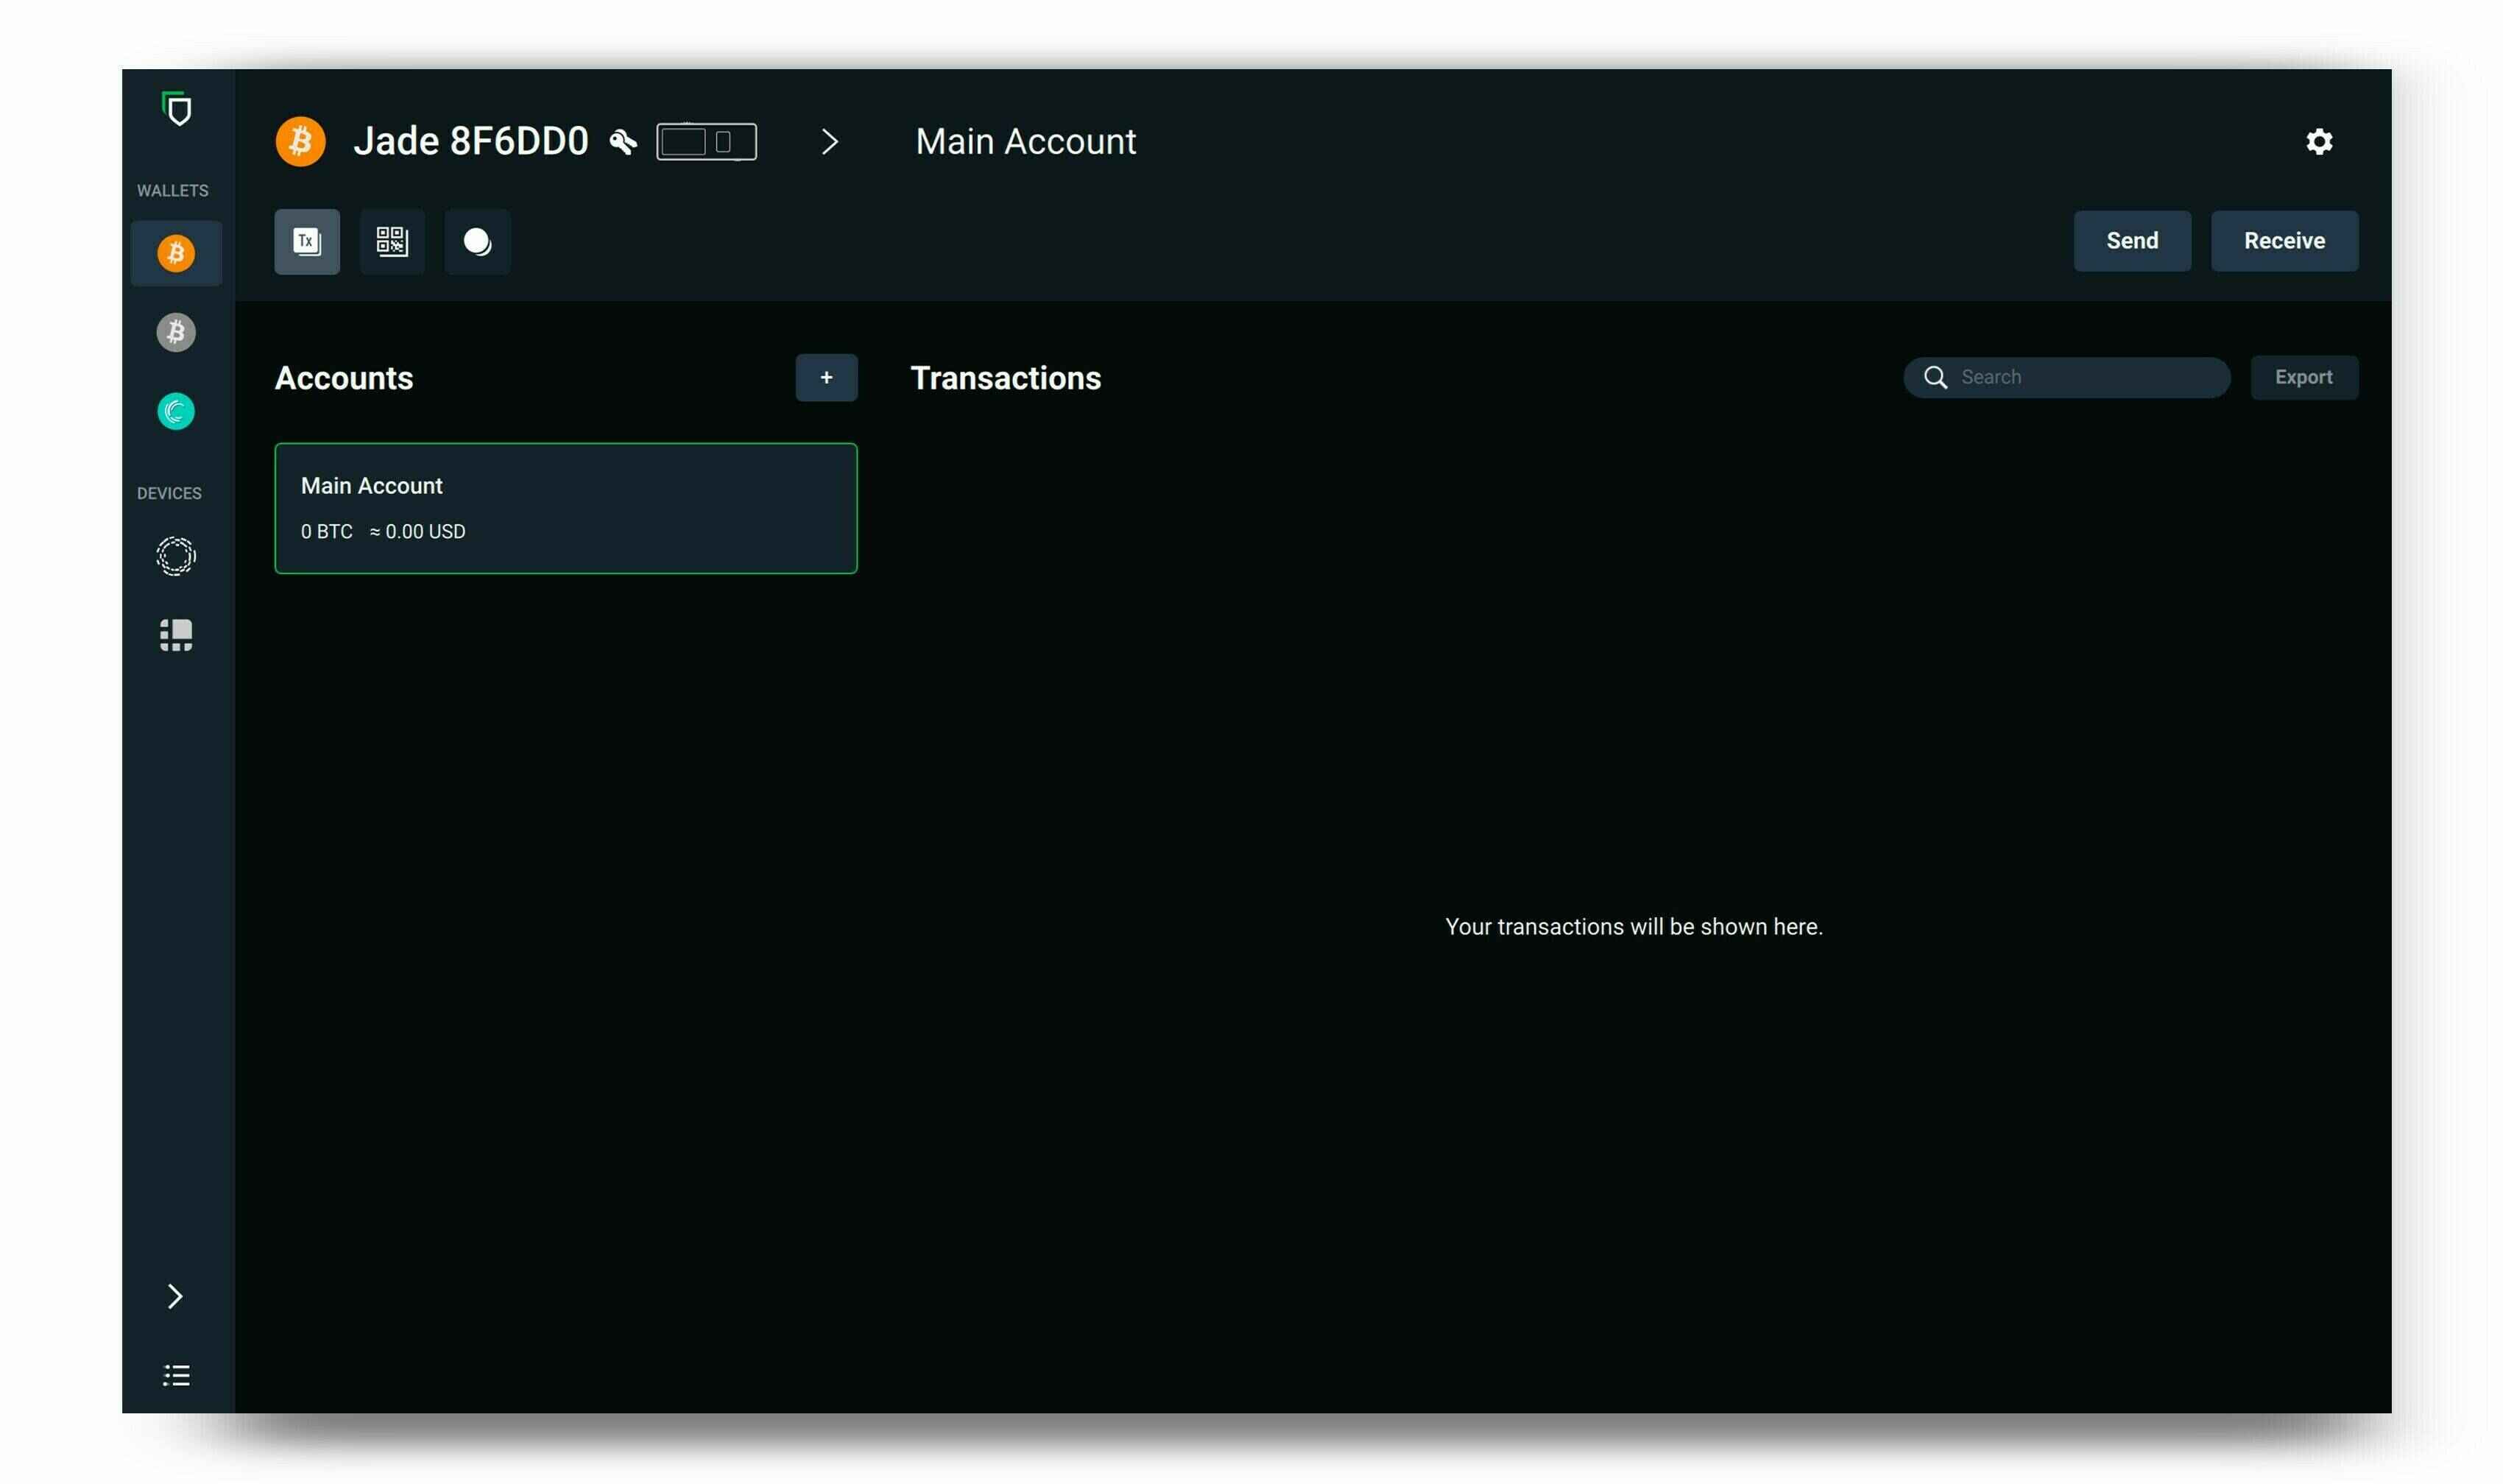 Jade 8F6DD0
Main Account
WALLETS
Tx
Send
Receive
Accounts
+
Transactions
Search
Export
Main Account
0 BTC ≈ 0.00 USD
DEVICES
Your transactions will be shown here.